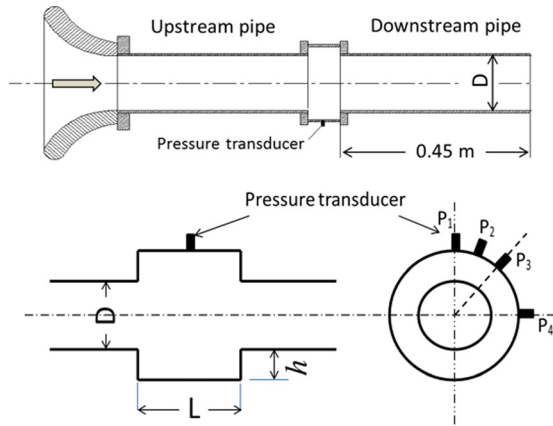 Upstream pipe
Downstream pipe
D
Pressure transducer
0.45 m
Pressure transducer
P1
P2
P3
P4
D
h
L